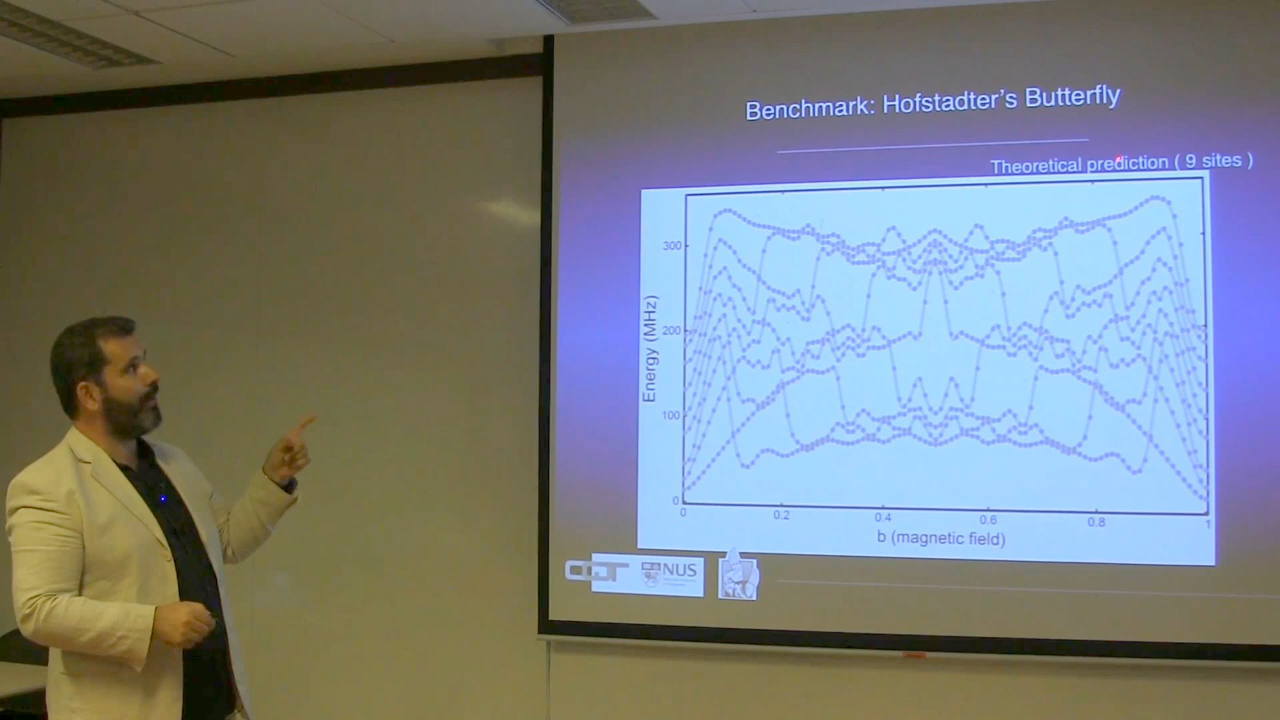 Benchmark: Hofstadter's Butterfly
Theoretical prediction ( 9 sites )
300
200
100
0
Energy (MHz)
0 0.2 0.4 0.6 0.8 1
b (magnetic field)
CQT
NUS